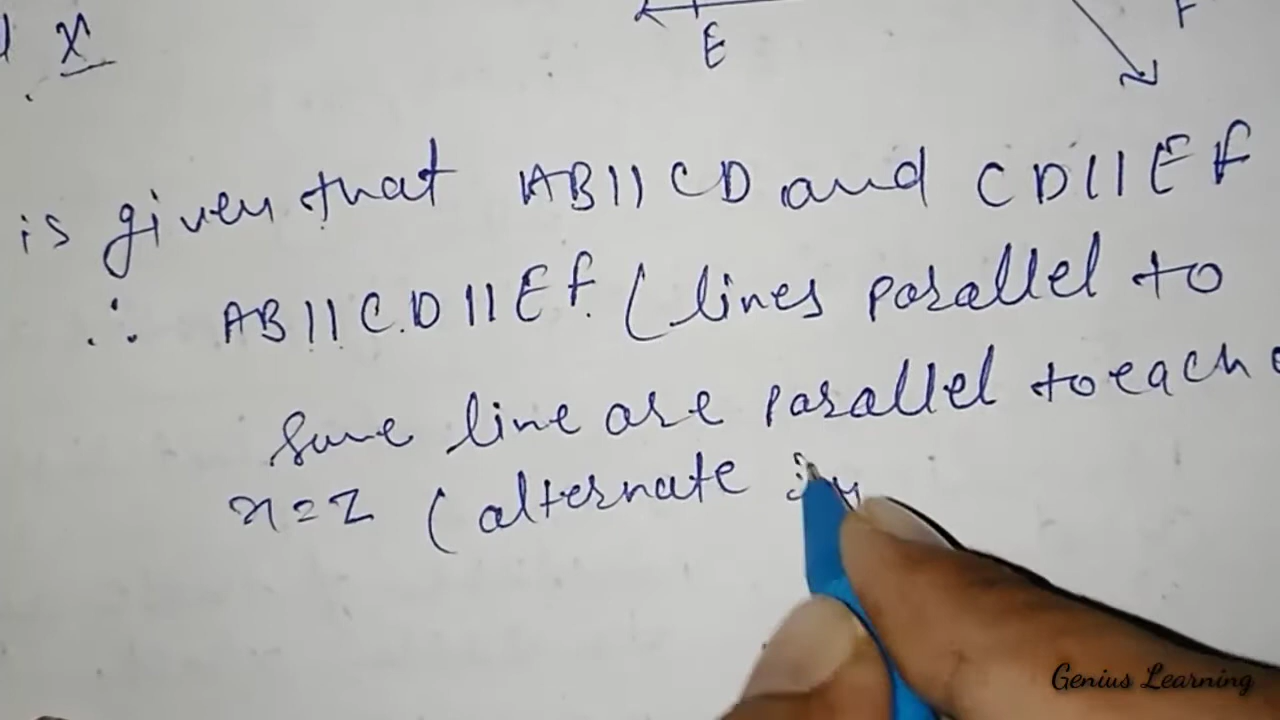 x
E
F
is given that AB||CD and CD||EF
∴ AB||CD||EF (lines parallel to
Same line are parallel to each
x=z (alternate in
Genius Learning